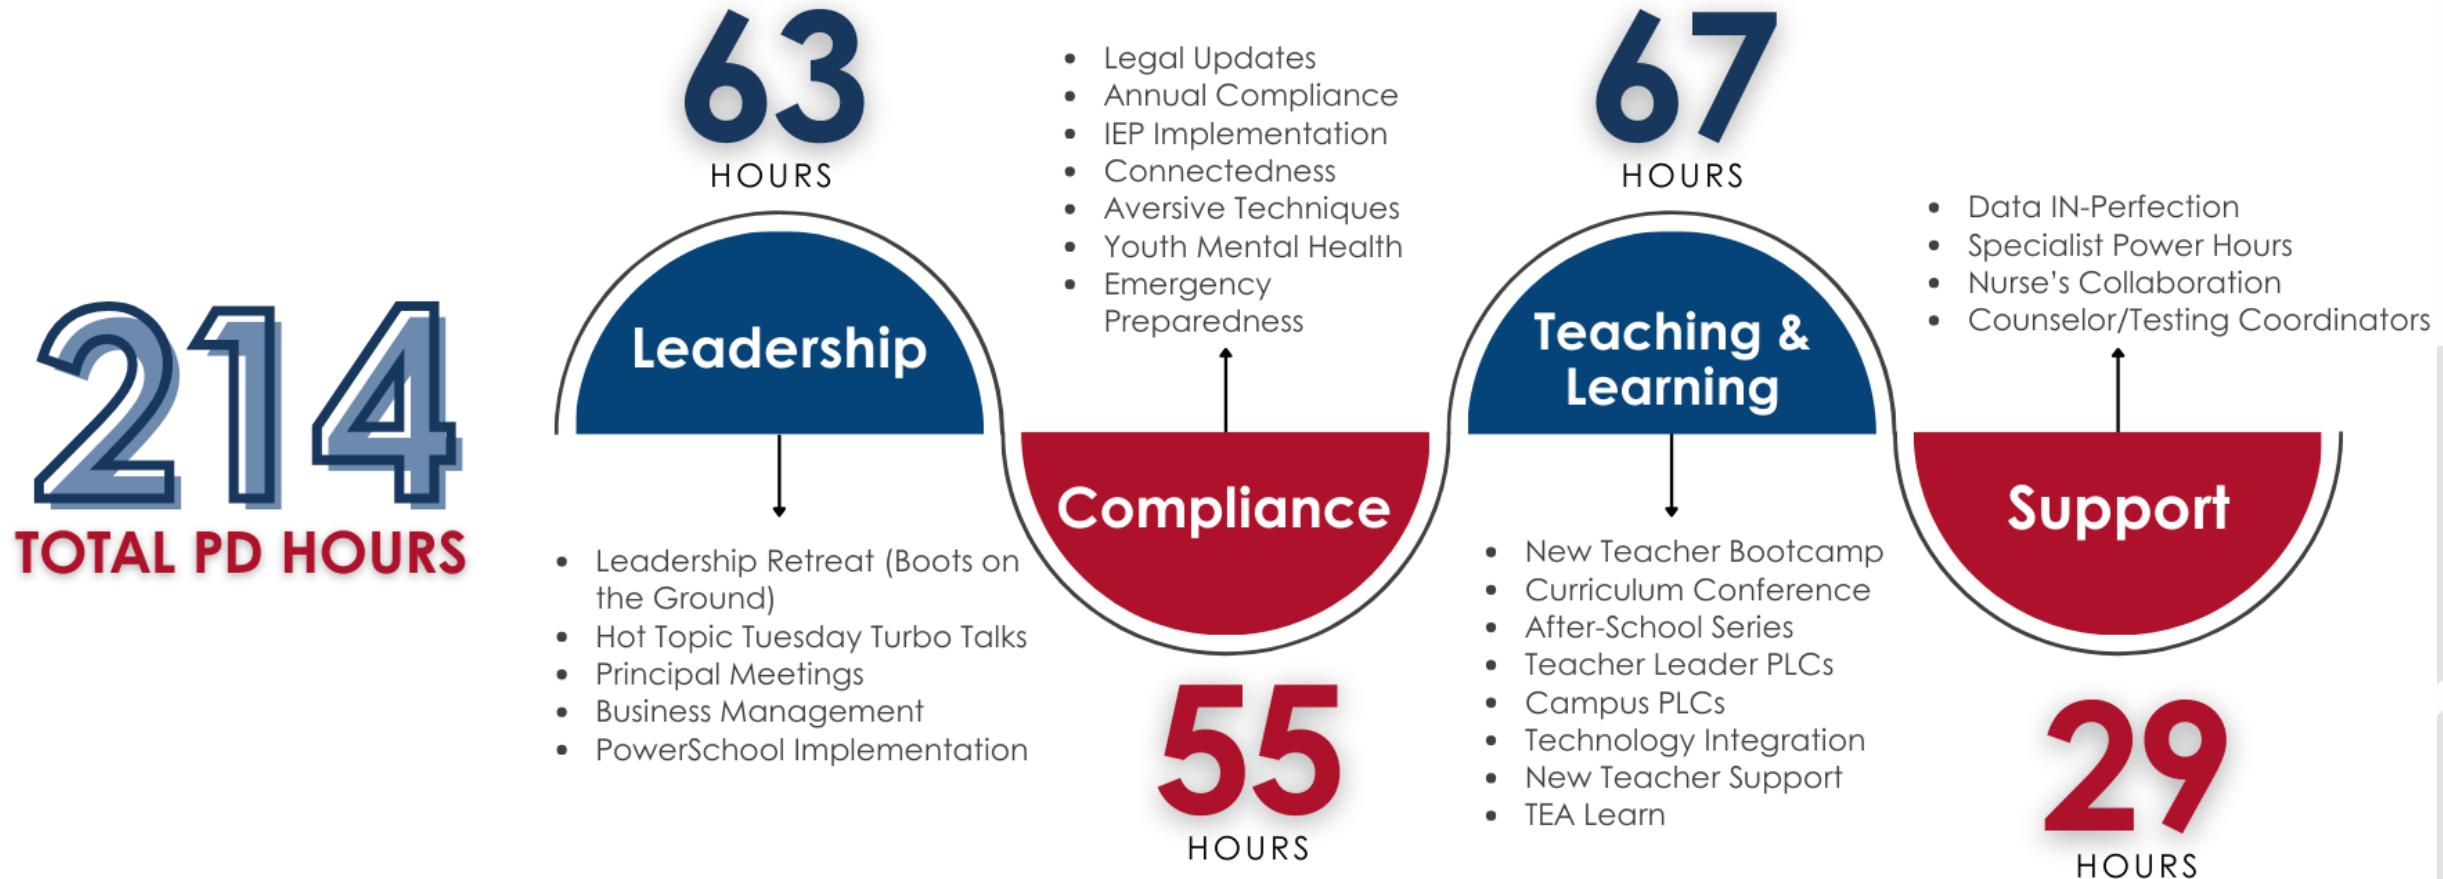 214
TOTAL PD HOURS
63
HOURS
Leadership
• Leadership Retreat (Boots on
the Ground)
• Hot Topic Tuesday Turbo Talks
• Principal Meetings
• Business Management
• PowerSchool Implementation
• Legal Updates
• Annual Compliance
• IEP Implementation
• Connectedness
• Aversive Techniques
• Youth Mental Health
• Emergency
Preparedness
Compliance
55
HOURS
67
HOURS
Teaching &
Learning
• New Teacher Bootcamp
• Curriculum Conference
• After-School Series
• Teacher Leader PLCs
• Campus PLCs
• Technology Integration
• New Teacher Support
• TEA Learn
• Data IN-Perfection
• Specialist Power Hours
• Nurse's Collaboration
• Counselor/Testing Coordinators
Support
29
HOURS